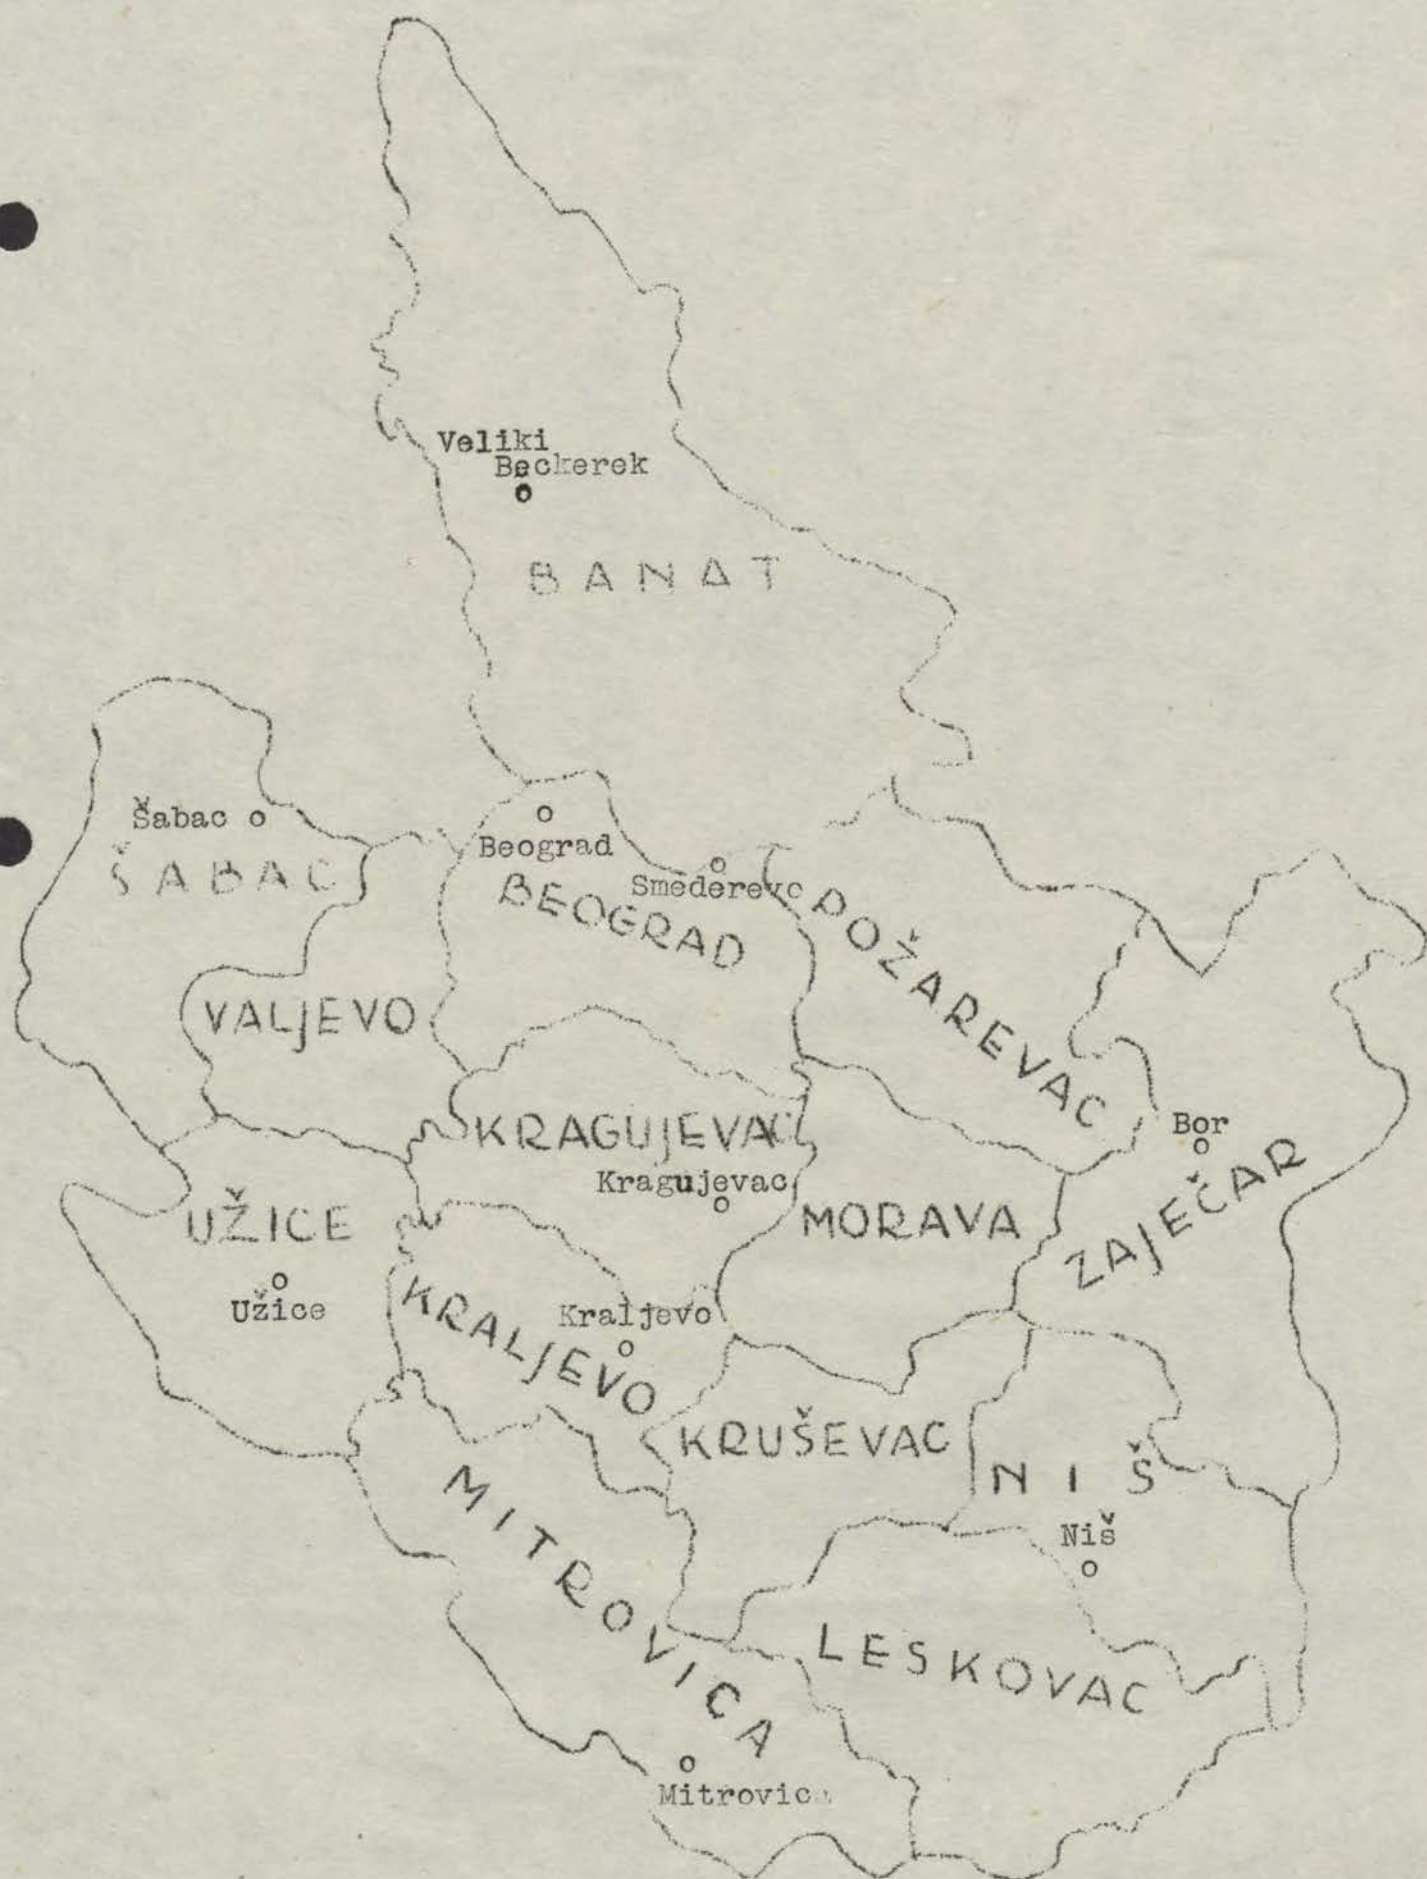 Veliki
Beckerek
BANAT
Šabac
ŠABAC
Beograd
BEOGRAD
Smederevo
POŽAREVAC
VALJEVO
KRAGUJEVAC
Kragujevac
Bor
ZAJEČAR
MORAVA
UŽICE
Užice
KRALJEVO
Kraljevo
KRUŠEVAC
NIŠ
Niš
MITROVICA
LESKOVAC
Mitrovica